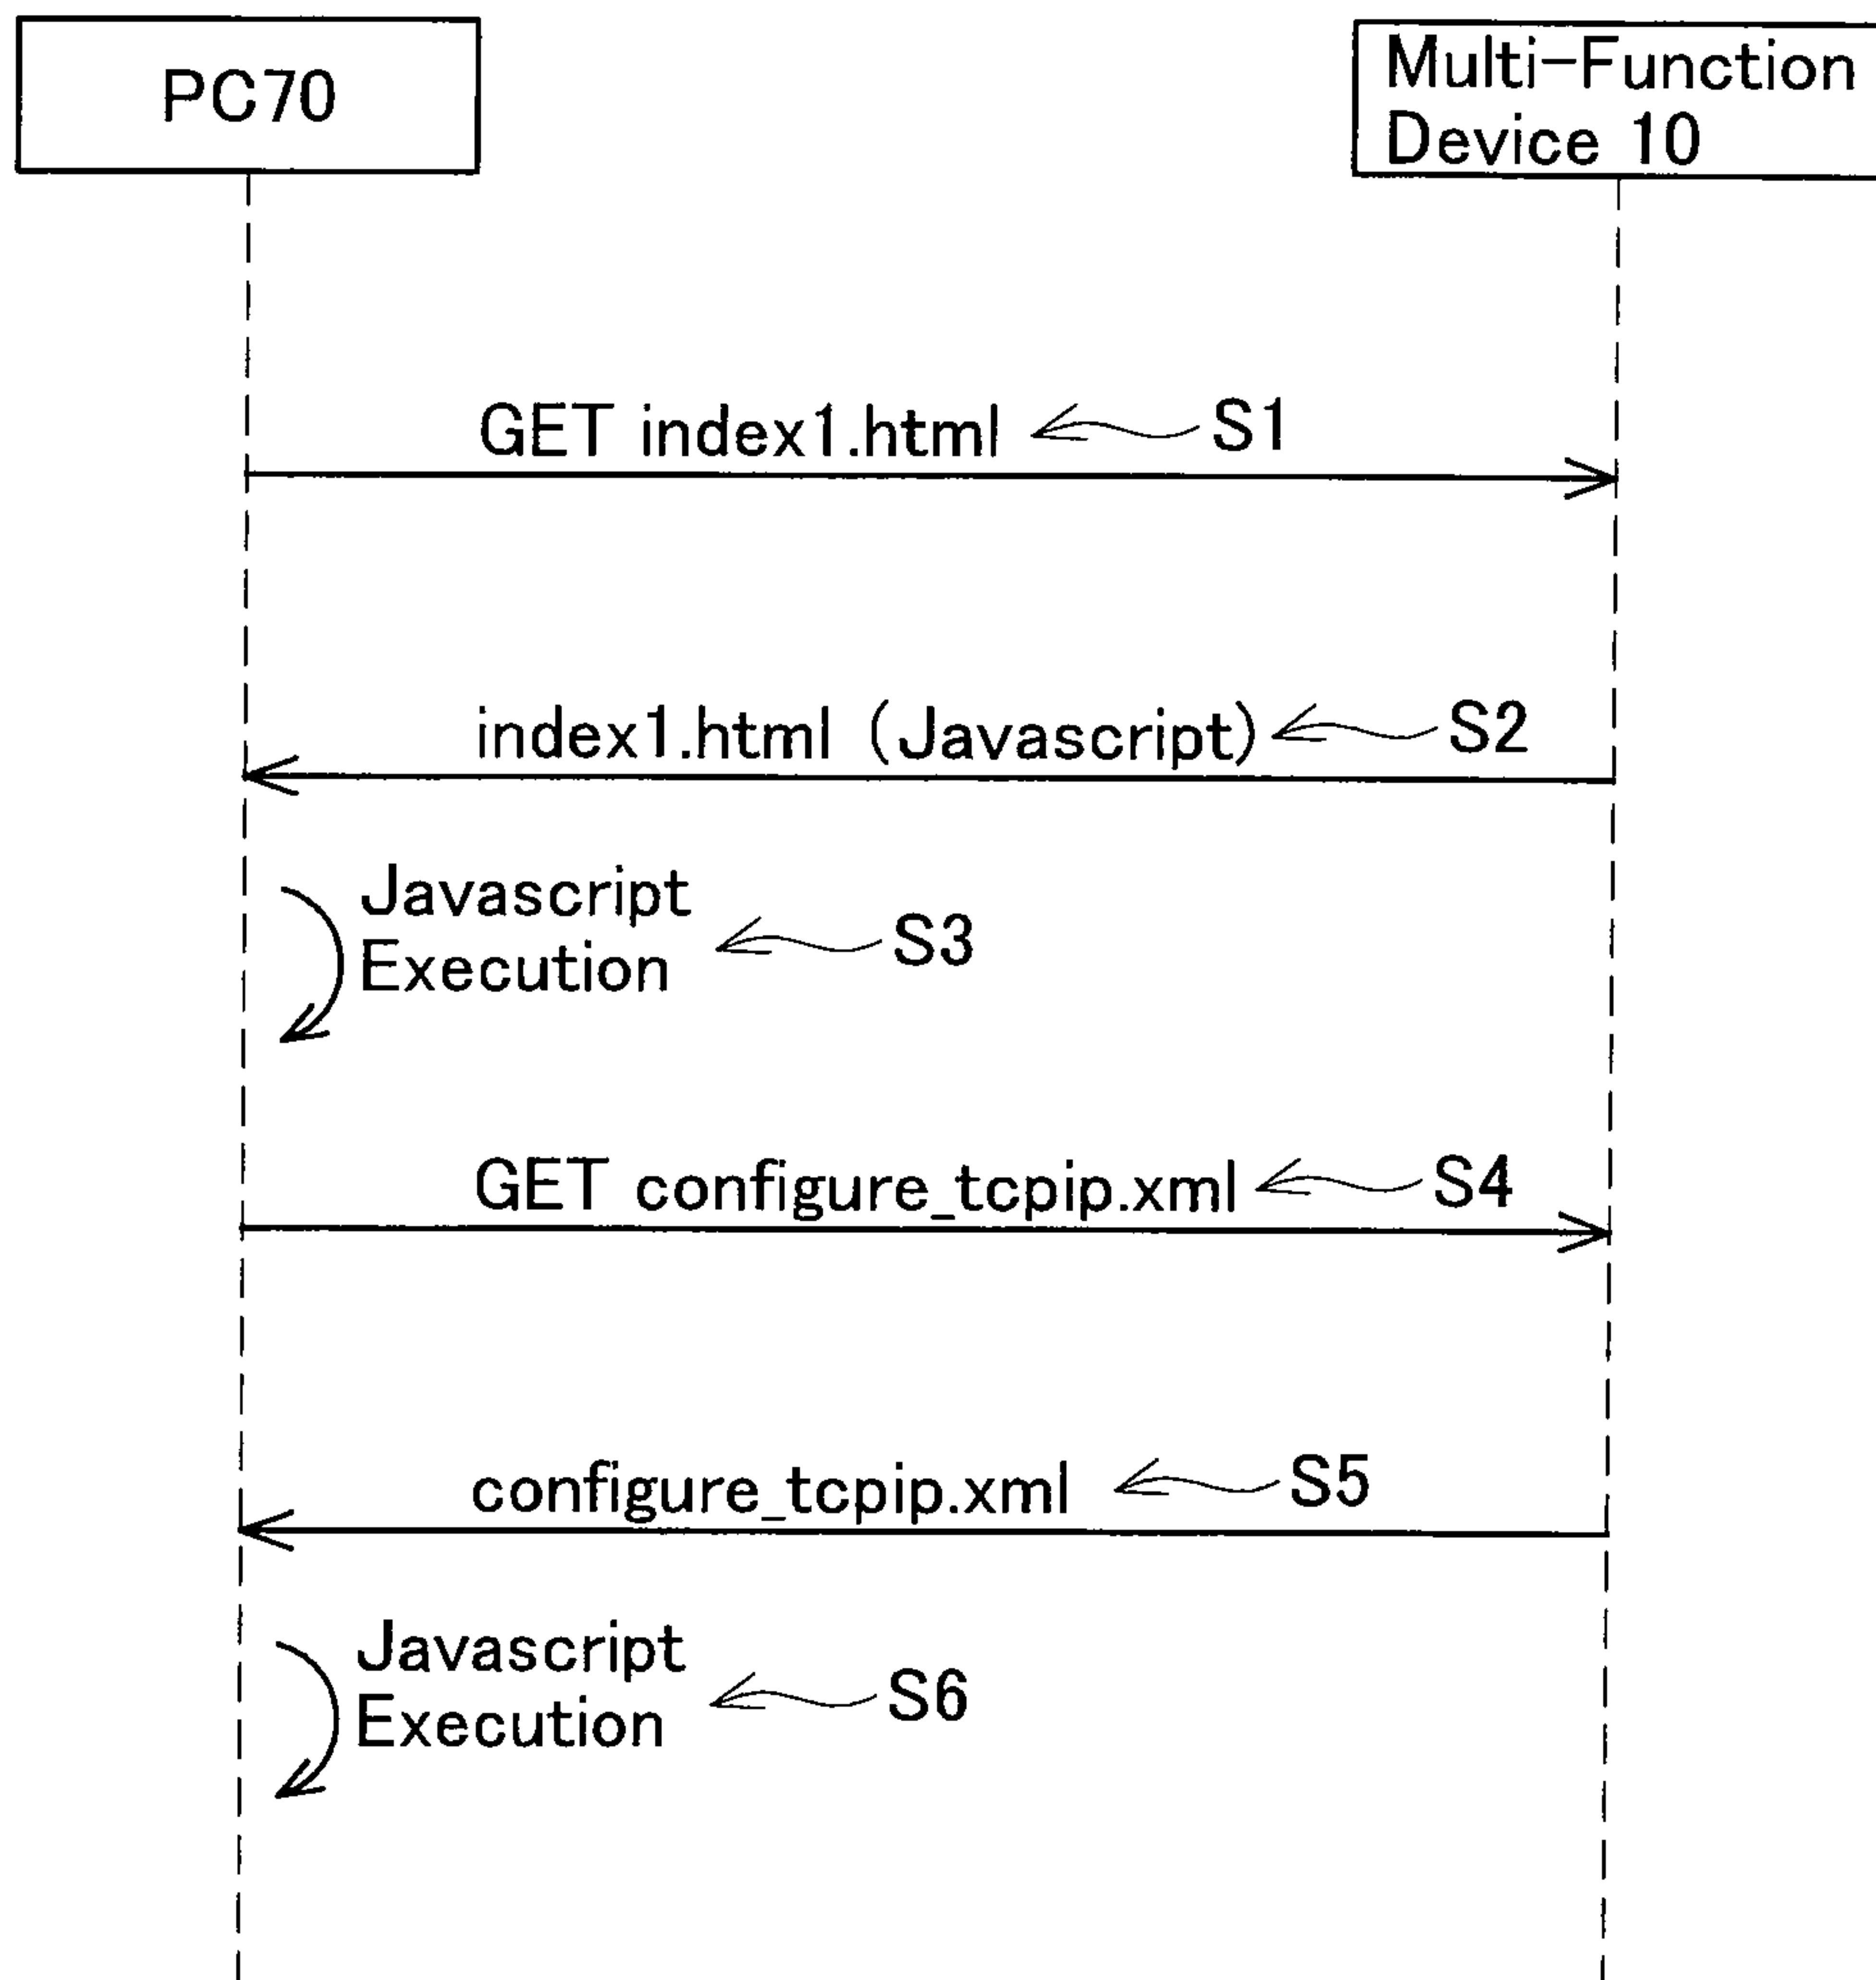 PC70
Multi-Function
Device 10
GET index1.html
S1
index1.html (Javascript)
S2
Javascript
Execution
S3
GET configure_tcpip.xml
S4
configure_tcpip.xml
S5
Javascript
Execution
S6